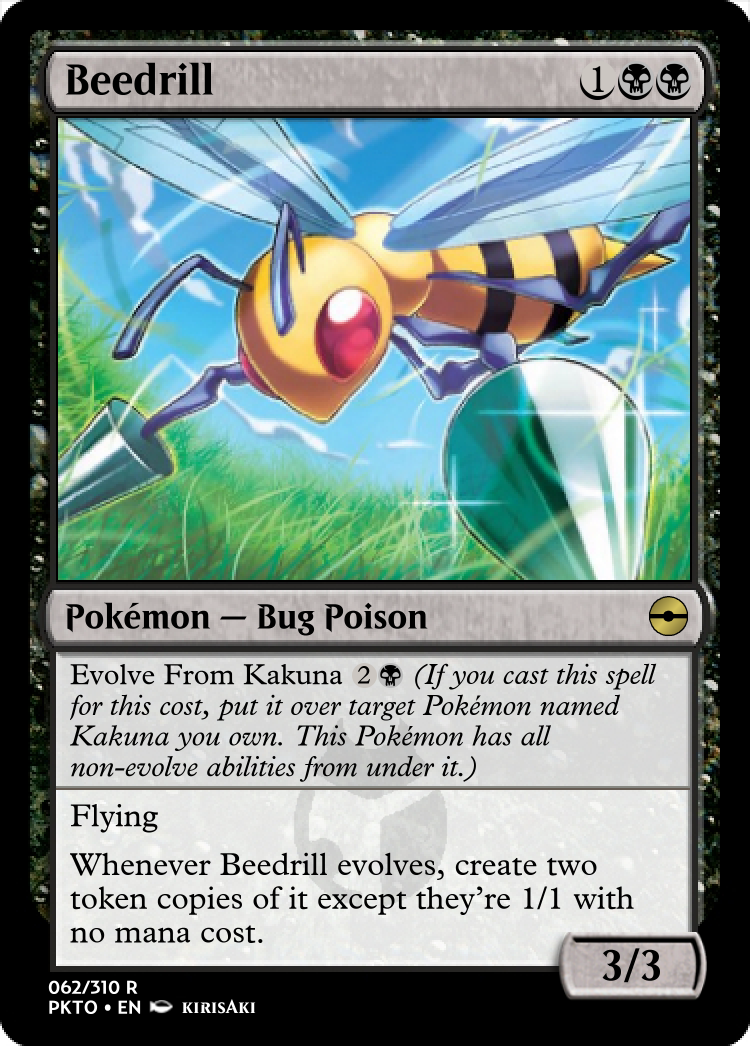 Beedrill 1
Pokémon — Bug Poison
Evolve From Kakuna 2 (If you cast this spell
for this cost, put it over target Pokémon named
Kakuna you own. This Pokémon has all
non-evolve abilities from under it.)
Flying
Whenever Beedrill evolves, create two
token copies of it except they’re 1/1 with
no mana cost.
3/3
062/310 R
PKTO • EN KIRISAKI